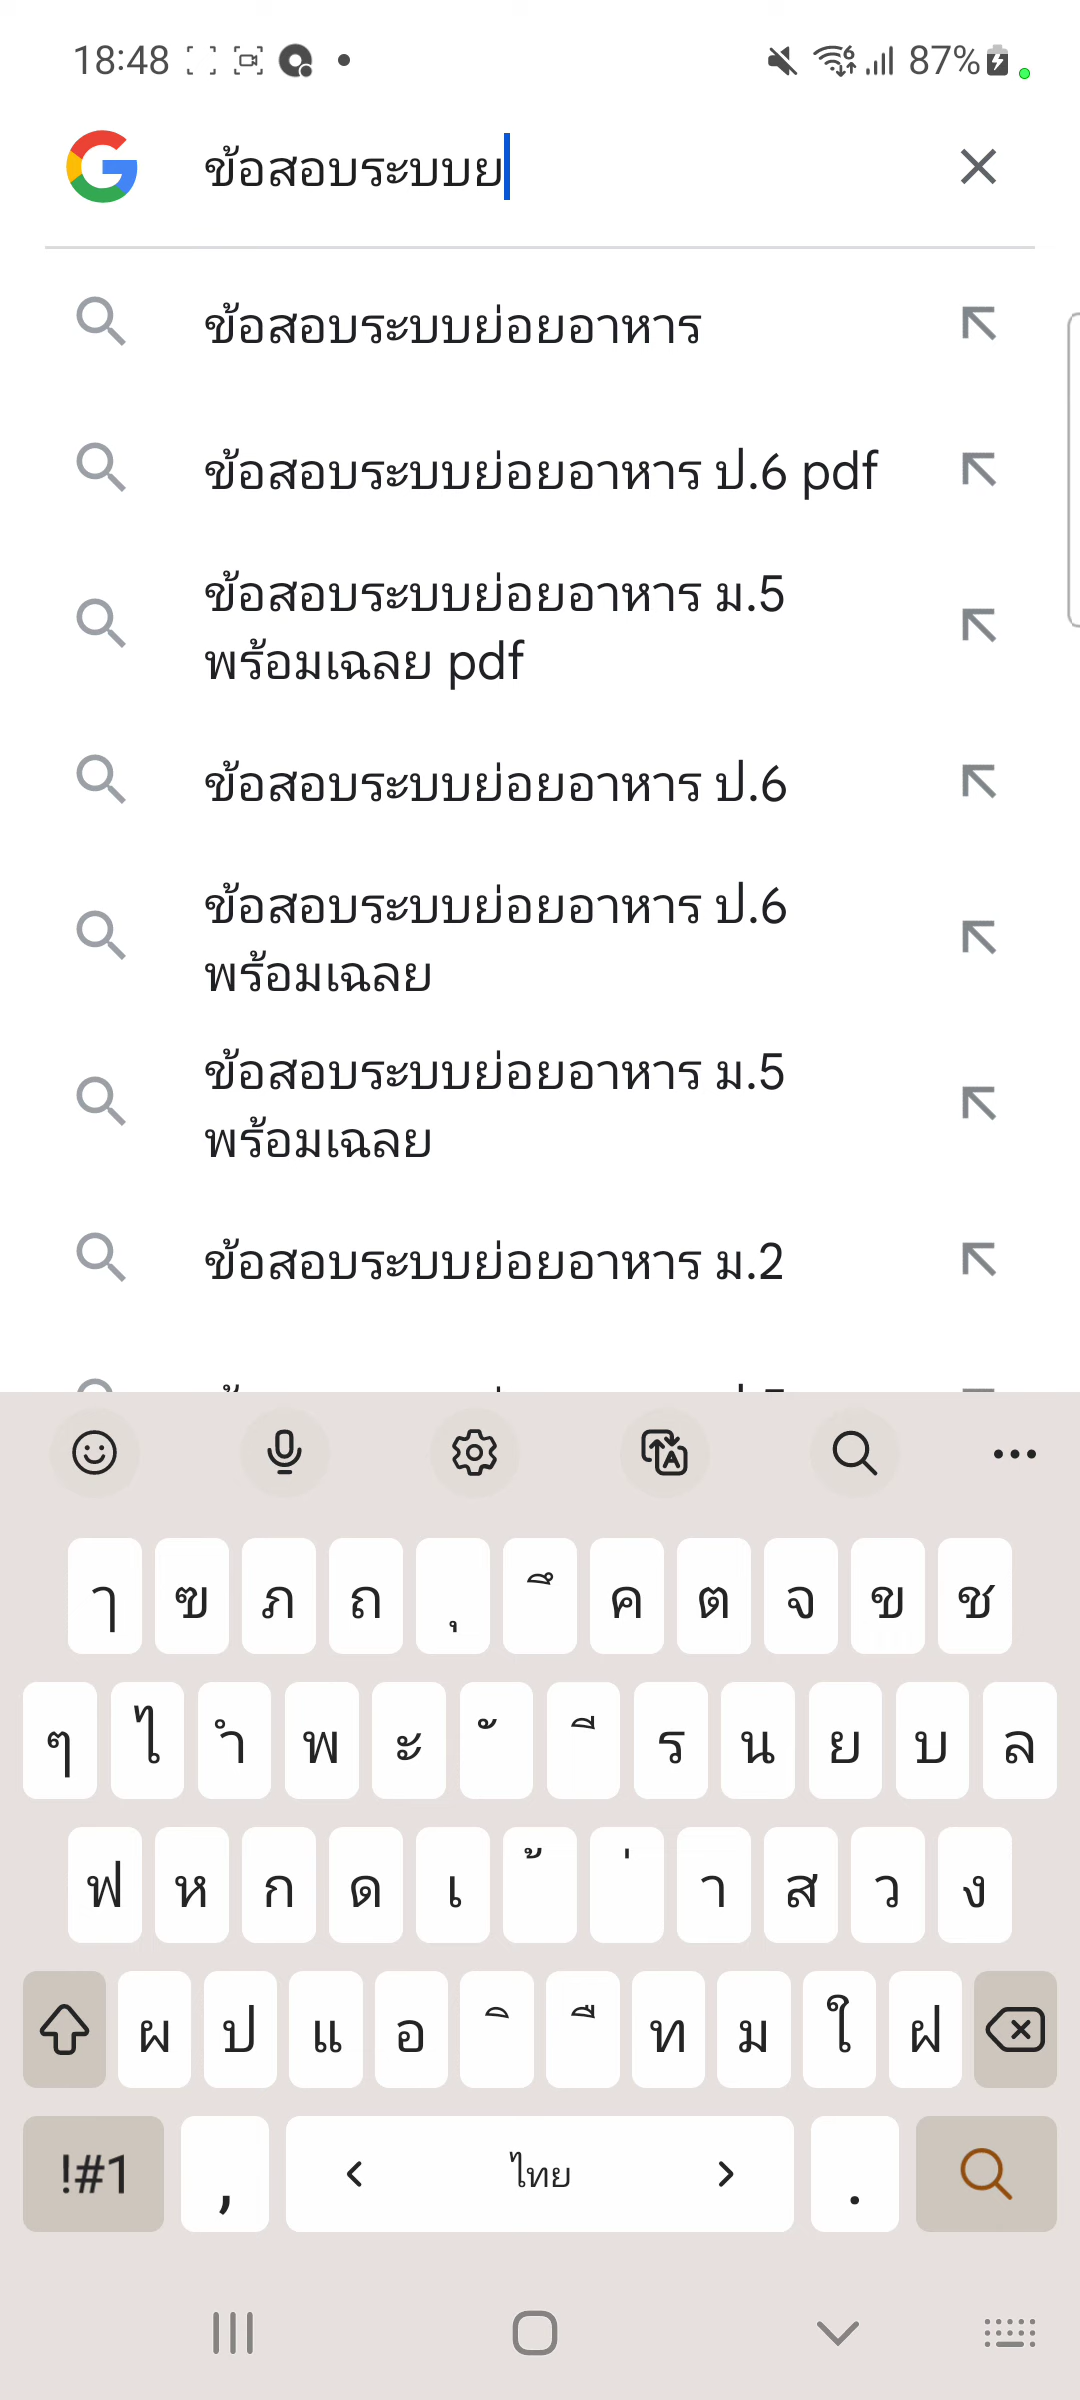 18:48
87%
ข้อสอบระบบย
ข้อสอบระบบย่อยอาหาร
ข้อสอบระบบย่อยอาหาร ป.6 pdf
ข้อสอบระบบย่อยอาหาร ม.5
พร้อมเฉลย pdf
ข้อสอบระบบย่อยอาหาร ป.6
ข้อสอบระบบย่อยอาหาร ป.6
พร้อมเฉลย
ข้อสอบระบบย่อยอาหาร ม.5
พร้อมเฉลย
ข้อสอบระบบย่อยอาหาร ม.2
ๅ ฃ ภ ถ ุ ึ ค ต จ ข ช
ๆ ไ ำ พ ะ ั ี ร น ย บ ล
ฟ ห ก ด เ ้ ่ า ส ว ง
ผ ป แ อ ิ ื ท ม ใ ฝ
!#1 , < ไทย > .